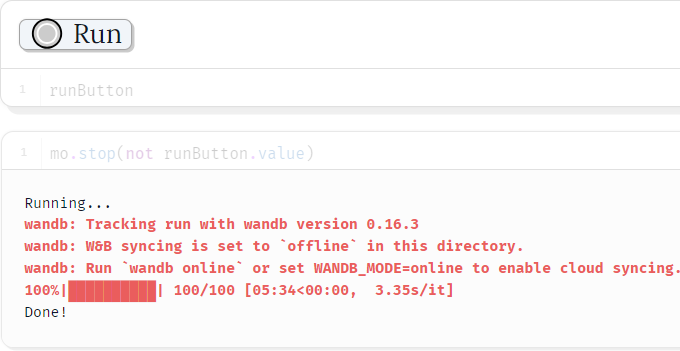 Run
1 runButton
1 mo.stop(not runButton.value)
Running...
wandb: Tracking run with wandb version 0.16.3
wandb: W&B syncing is set to `offline` in this directory.
wandb: Run `wandb online` or set WANDB_MODE=online to enable cloud syncing.
100%|██████████| 100/100 [05:34<00:00,  3.35s/it]
Done!